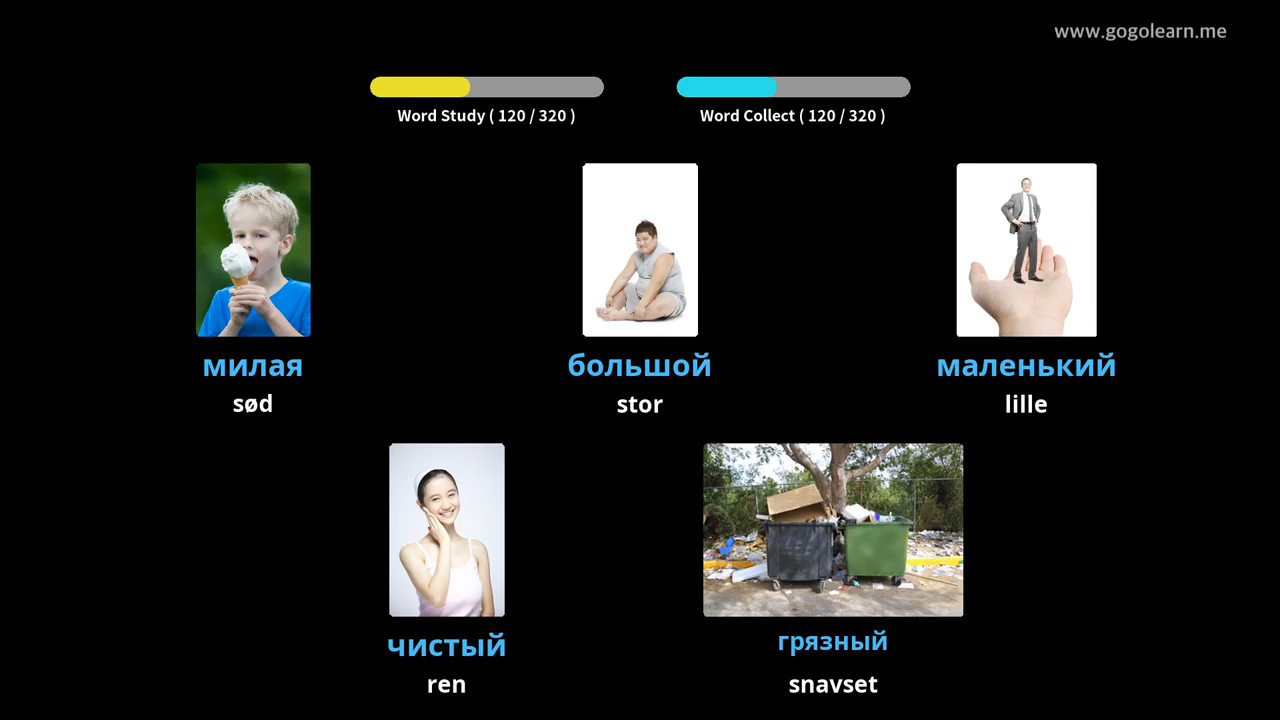 www.gogolearn.me
Word Study ( 120 / 320 )
Word Collect ( 120 / 320 )
милая
sød
большой
stor
маленький
lille
чистый
ren
грязный
snavset